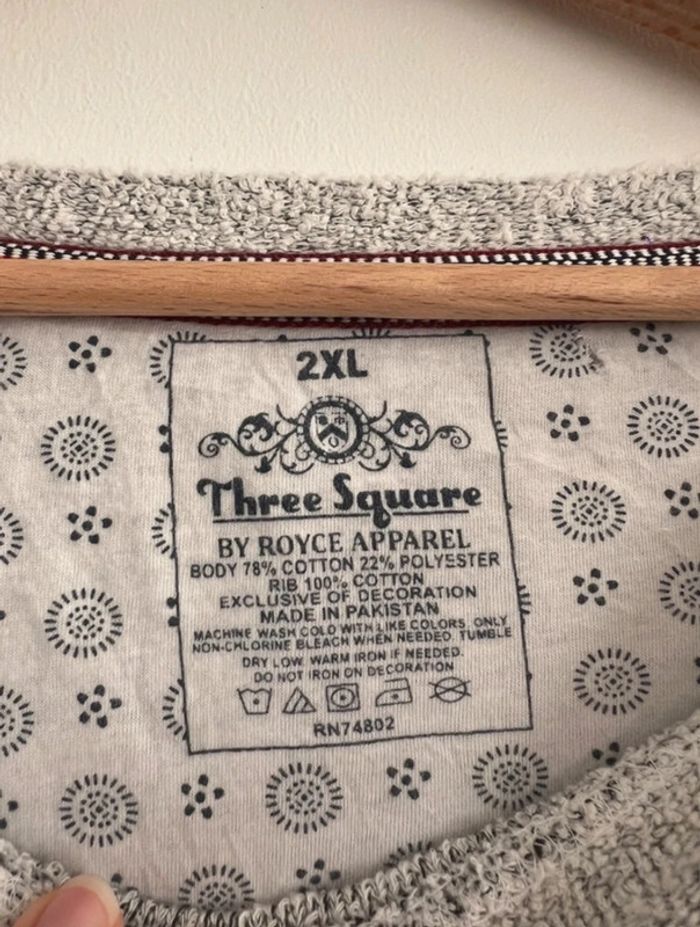 2XL
Three Square
BY ROYCE APPAREL
BODY 78% COTTON 22% POLYESTER
RIB 100% COTTON
EXCLUSIVE OF DECORATION
MADE IN PAKISTAN
MACHINE WASH COLD WITH LIKE COLORS ONLY
NON-CHLORINE BLEACH WHEN NEEDED. TUMBLE
DRY LOW. WARM IRON IF NEEDED.
DO NOT IRON ON DECORATION
RN74802